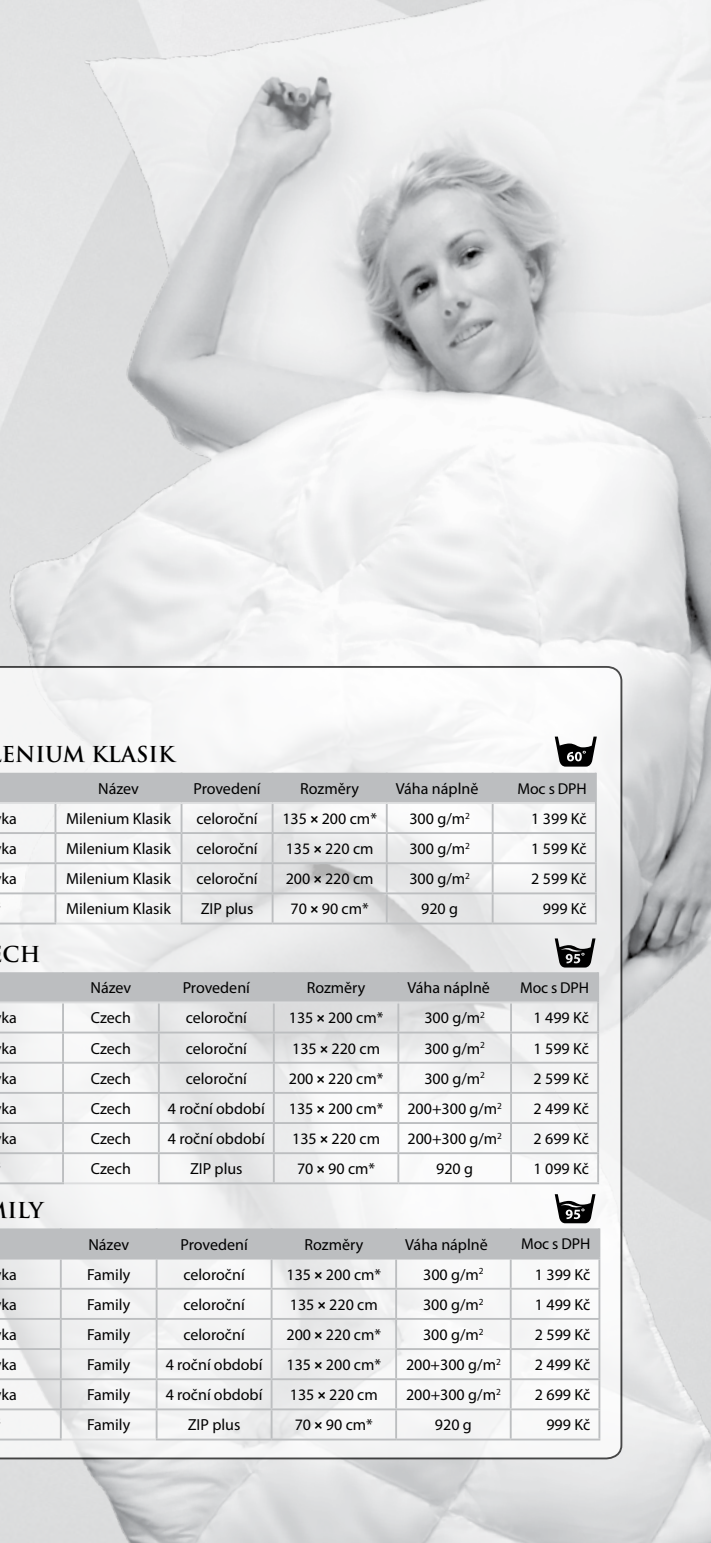 LENIUM KLASIK 60°
Název Provedení Rozměry Váha náplně Moc s DPH
ka Milenium Klasik celoroční 135 × 200 cm* 300 g/m² 1 399 Kč
ka Milenium Klasik celoroční 135 × 220 cm 300 g/m² 1 599 Kč
ka Milenium Klasik celoroční 200 × 220 cm 300 g/m² 2 599 Kč
Milenium Klasik ZIP plus 70 × 90 cm* 920 g 999 Kč
ECH 95°
Název Provedení Rozměry Váha náplně Moc s DPH
ka Czech celoroční 135 × 200 cm* 300 g/m² 1 499 Kč
ka Czech celoroční 135 × 220 cm 300 g/m² 1 599 Kč
ka Czech celoroční 200 × 220 cm* 300 g/m² 2 599 Kč
ka Czech 4 roční období 135 × 200 cm* 200+300 g/m² 2 499 Kč
ka Czech 4 roční období 135 × 220 cm 200+300 g/m² 2 699 Kč
Czech ZIP plus 70 × 90 cm* 920 g 1 099 Kč
MILY 95°
Název Provedení Rozměry Váha náplně Moc s DPH
ka Family celoroční 135 × 200 cm* 300 g/m² 1 399 Kč
ka Family celoroční 135 × 220 cm 300 g/m² 1 499 Kč
ka Family celoroční 200 × 220 cm* 300 g/m² 2 599 Kč
ka Family 4 roční období 135 × 200 cm* 200+300 g/m² 2 499 Kč
ka Family 4 roční období 135 × 220 cm 200+300 g/m² 2 699 Kč
Family ZIP plus 70 × 90 cm* 920 g 999 Kč